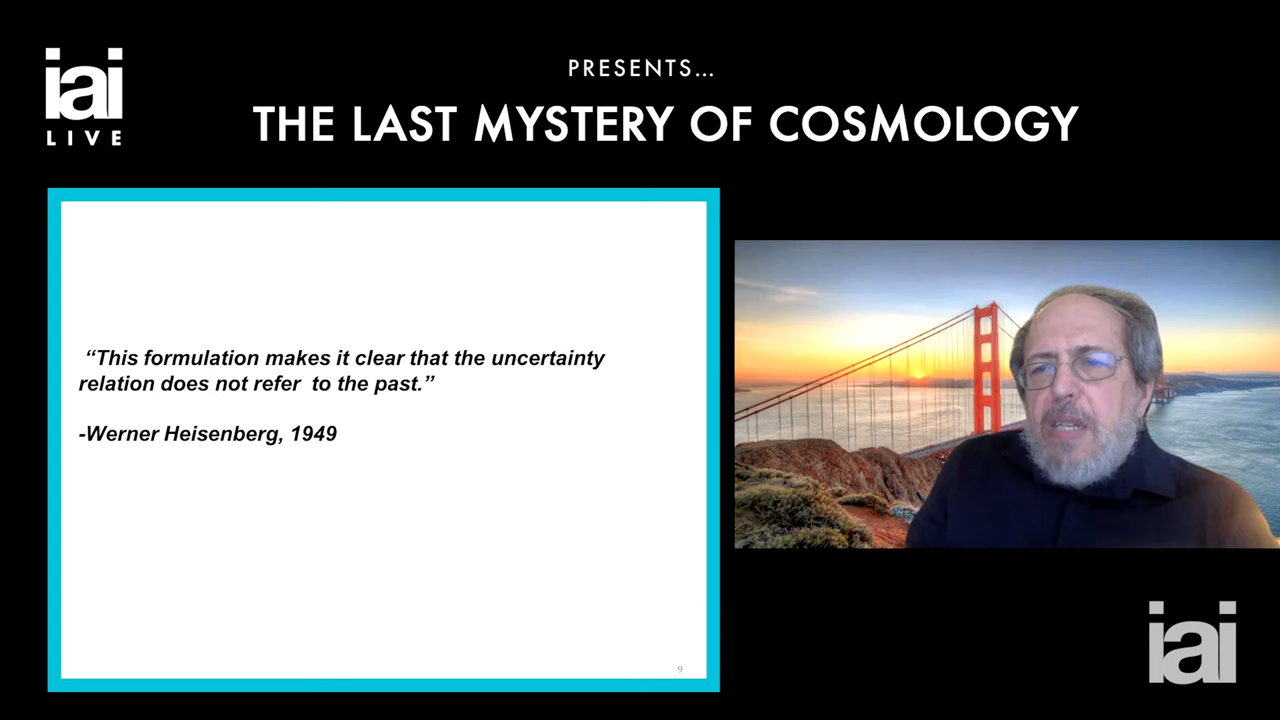 iai
LIVE
PRESENTS...
THE LAST MYSTERY OF COSMOLOGY
“This formulation makes it clear that the uncertainty
relation does not refer to the past.”
-Werner Heisenberg, 1949
9
iai